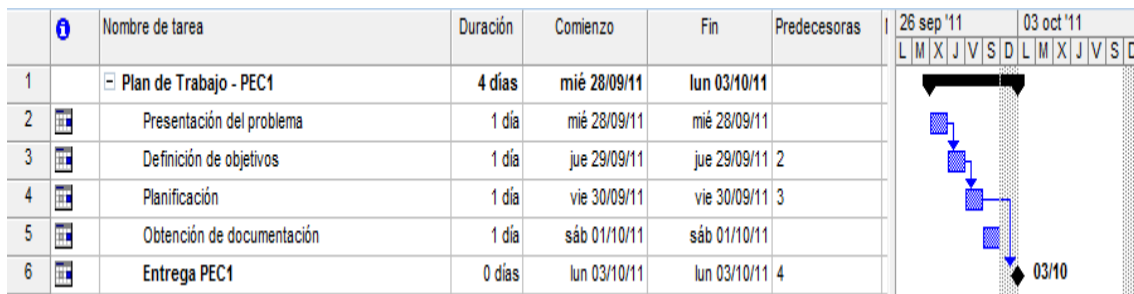 Nombre de tarea Duración Comienzo Fin Predecesoras 26 sep '11 03 oct '11
L M X J V S D L M X J V S D
1 Plan de Trabajo - PEC1 4 días mié 28/09/11 lun 03/10/11
2 Presentación del problema 1 día mié 28/09/11 mié 28/09/11
3 Definición de objetivos 1 día jue 29/09/11 jue 29/09/11 2
4 Planificación 1 día vie 30/09/11 vie 30/09/11 3
5 Obtención de documentación 1 día sáb 01/10/11 sáb 01/10/11
6 Entrega PEC1 0 días lun 03/10/11 lun 03/10/11 4 03/10